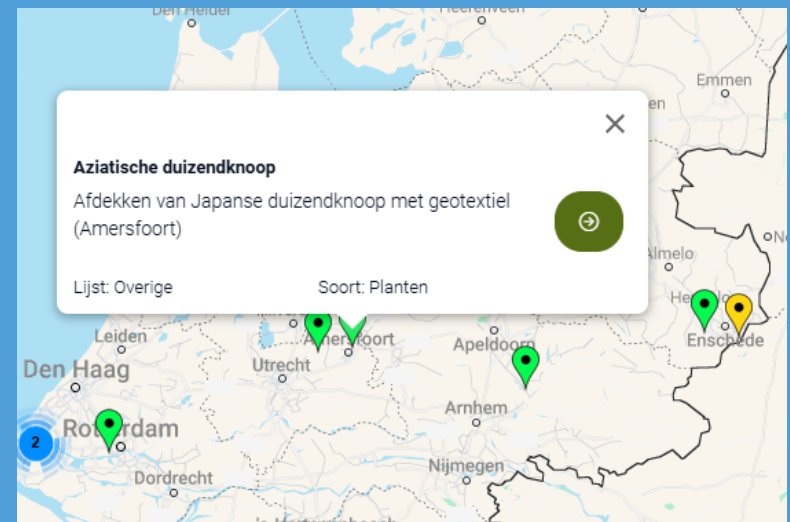 Den Helder
Heerenveen
Emmen
en
Aziatische duizendknoop
Afdekken van Japanse duizendknoop met geotextiel
(Amersfoort)
Almelo
Lijst: Overige
Soort: Planten
Leiden
Amersfoort
Apeldoorn
Enschede
Den Haag
Utrecht
Arnhem
2
Rotterdam
Nijmegen
Dordrecht